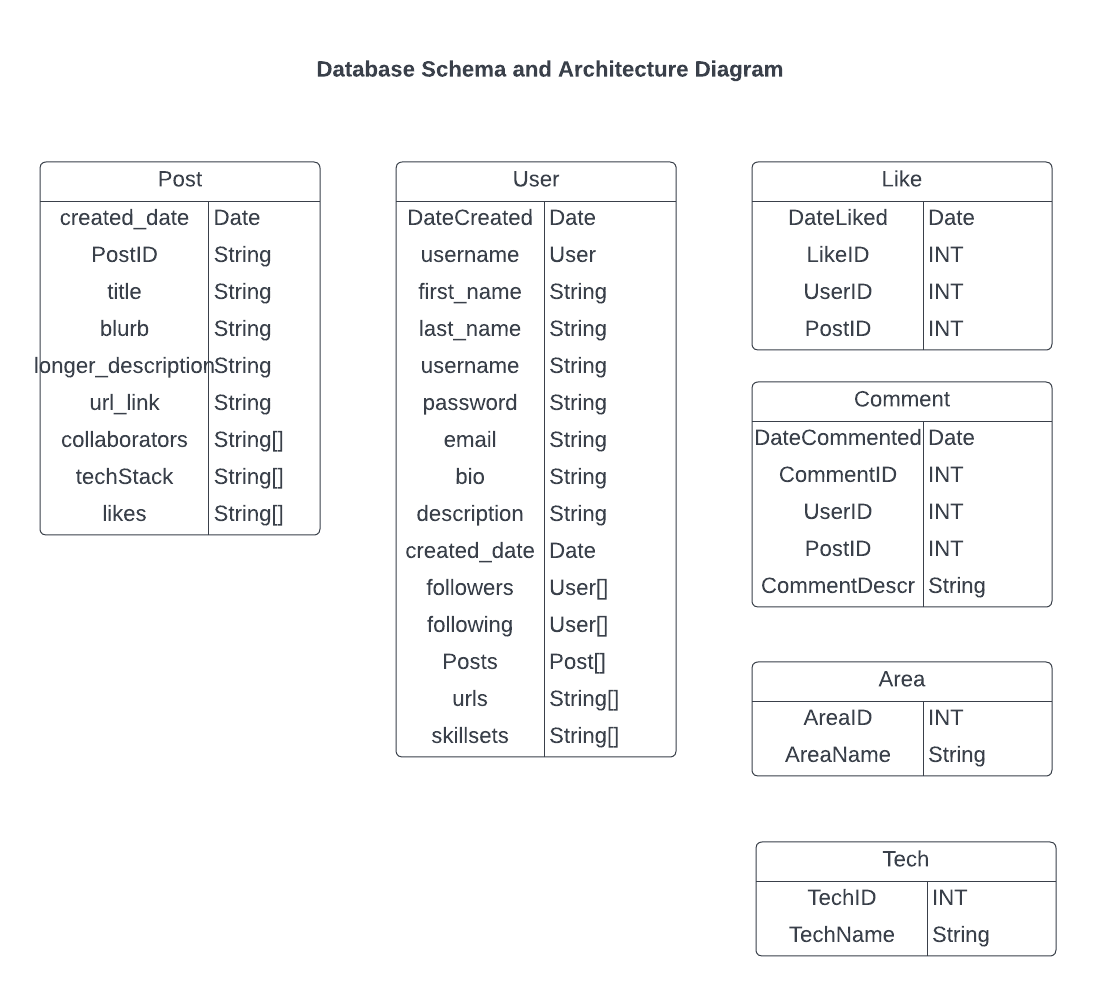 Database Schema and Architecture Diagram
Post
created_date Date
PostID String
title String
blurb String
longer_description String
url_link String
collaborators String[]
techStack String[]
likes String[]
User
DateCreated Date
username User
first_name String
last_name String
username String
password String
email String
bio String
description String
created_date Date
followers User[]
following User[]
Posts Post[]
urls String[]
skillsets String[]
Like
DateLiked Date
LikeID INT
UserID INT
PostID INT
Comment
DateCommented Date
CommentID INT
UserID INT
PostID INT
CommentDescr String
Area
AreaID INT
AreaName String
Tech
TechID INT
TechName String